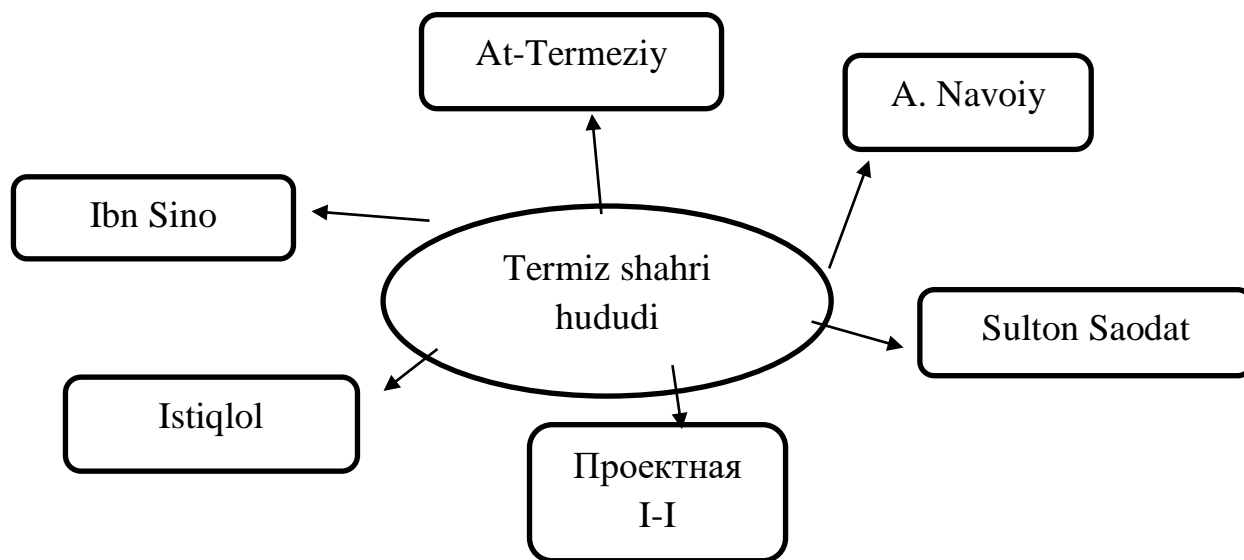 At-Termeziy
A. Navoiy
Ibn Sino
Termiz shahri
hududi
Sulton Saodat
Istiqlol
Проектная
I-I